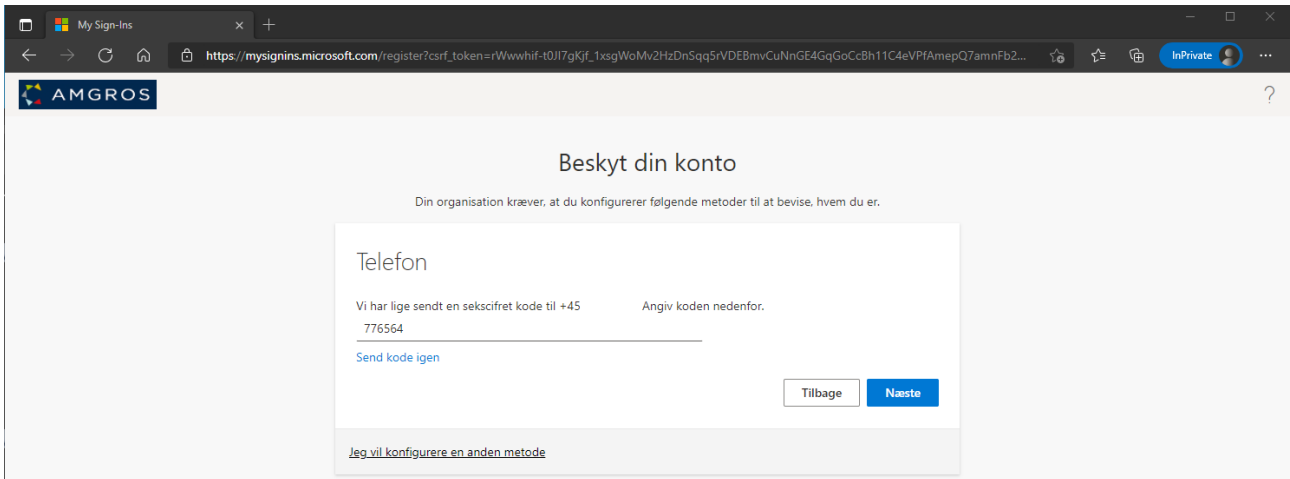 My Sign-Ins
https://mysignins.microsoft.com/register?csrf_token=rWwwhif-t0JI7gKjf_1xsgWoMv2HzDnSqq5rVDEBmvCuNnGE4GqGoCcBh11C4eVPfAmepQ7amnFb2... InPrivate
AMGROS ?
Beskyt din konto
Din organisation kræver, at du konfigurerer følgende metoder til at bevise, hvem du er.
Telefon
Vi har lige sendt en sekscifret kode til +45 Angiv koden nedenfor.
776564
Send kode igen
Tilbage Næste
Jeg vil konfigurere en anden metode